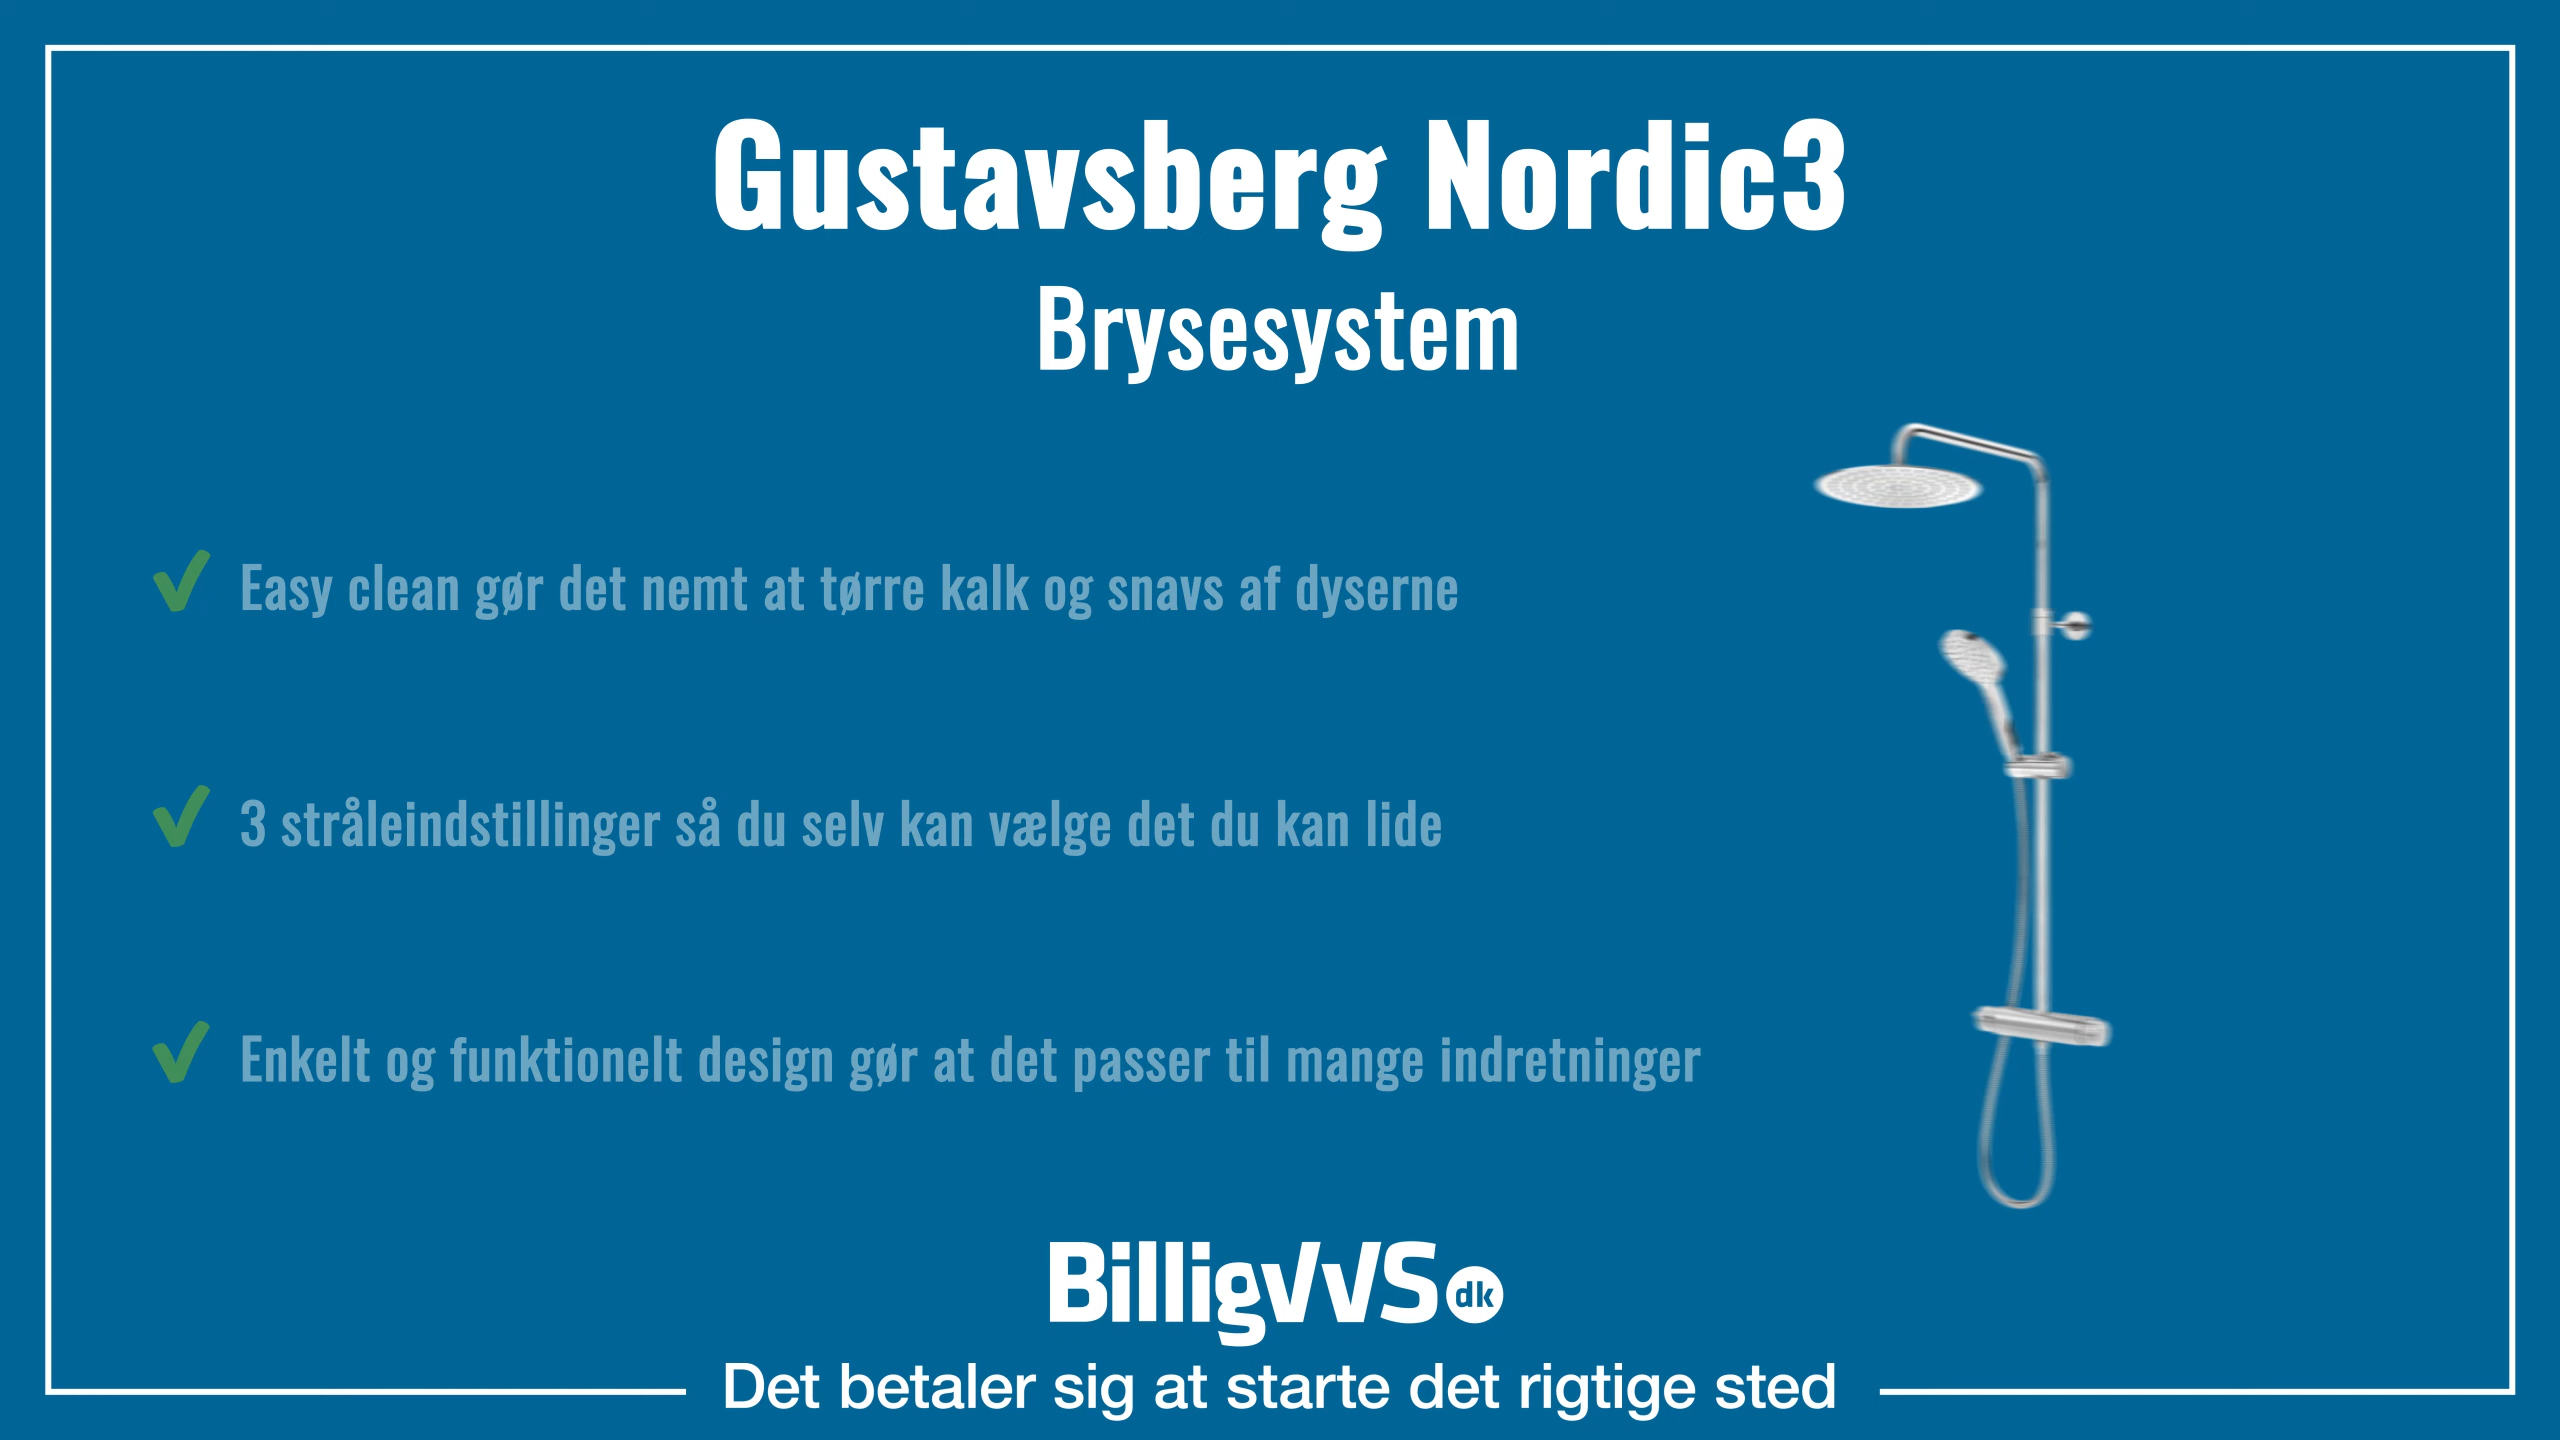 Gustavsberg Nordic3
Brysesystem
Easy clean gør det nemt at tørre kalk og snavs af dyserne
3 stråleindstillinger så du selv kan vælge det du kan lide
Enkelt og funktionelt design gør at det passer til mange indretninger
BilligVVS dk
Det betaler sig at starte det rigtige sted